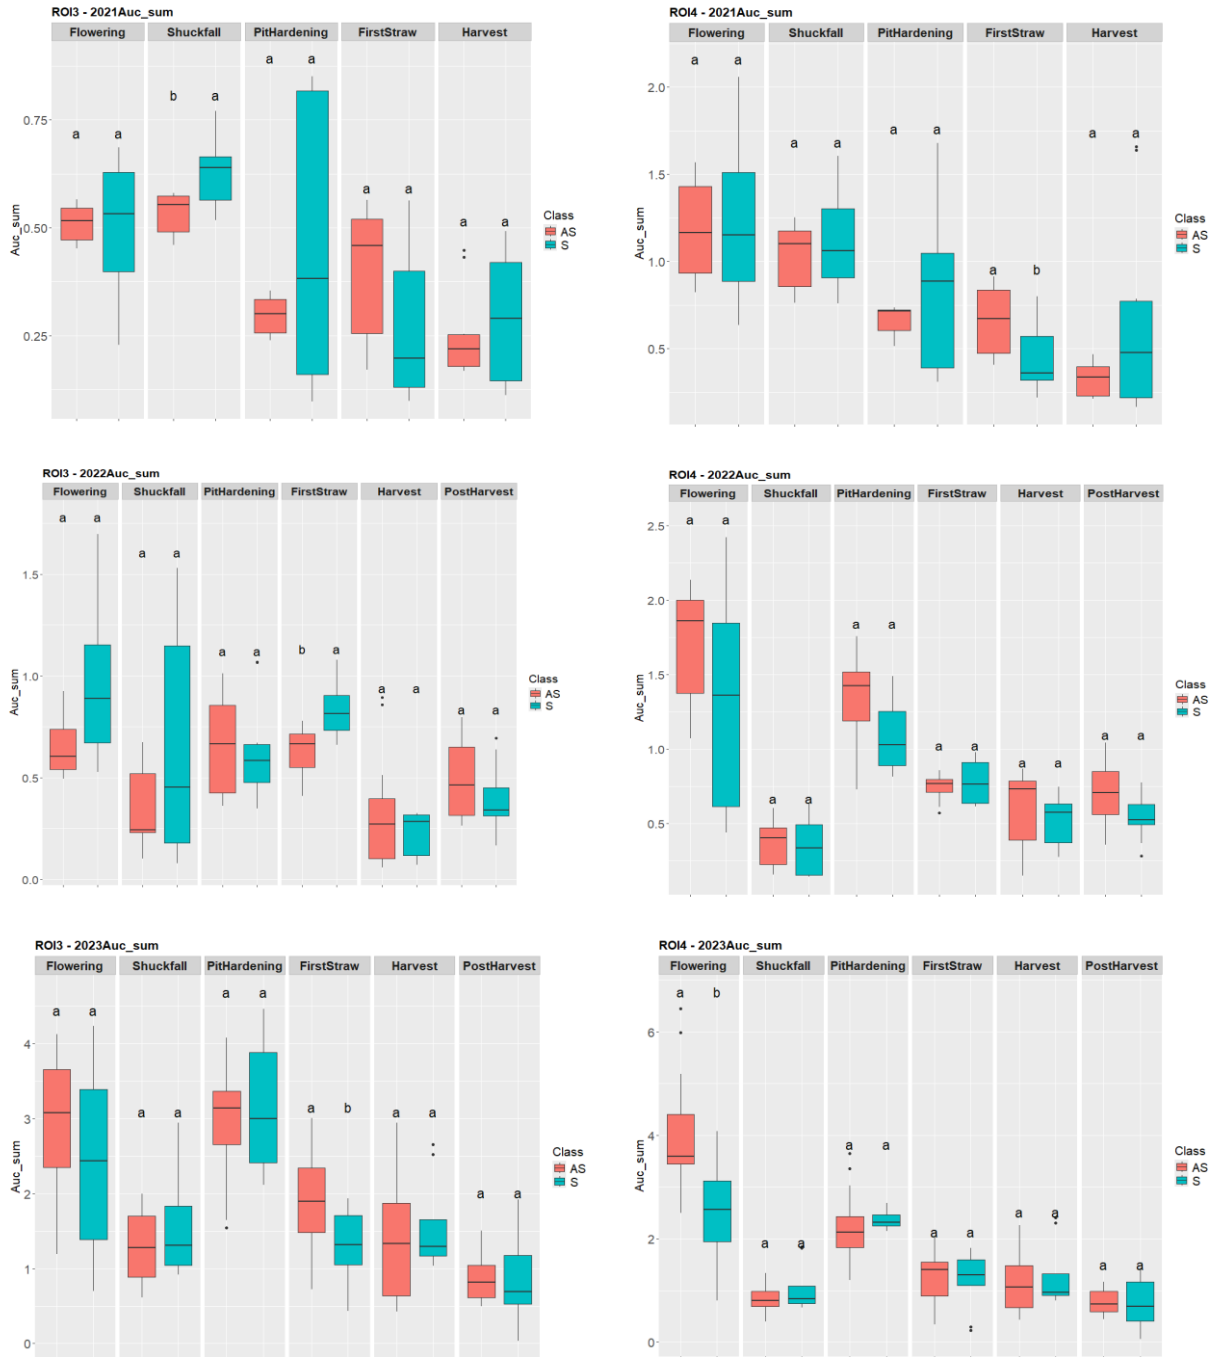 ROI3 - 2021Auc_sum
Flowering Shuckfall PitHardening FirstStraw Harvest
a a b a a a a a a a
0.75
0.50
0.25
Auc_sum
Class
AS
S
ROI4 - 2021Auc_sum
Flowering Shuckfall PitHardening FirstStraw Harvest
a a a a a a a b a a
2.0
1.5
1.0
0.5
Auc_sum
Class
AS
S
ROI3 - 2022Auc_sum
Flowering Shuckfall PitHardening FirstStraw Harvest PostHarvest
a a a a a a b a a a a a
1.5
1.0
0.5
0.0
Auc_sum
Class
AS
S
ROI4 - 2022Auc_sum
Flowering Shuckfall PitHardening FirstStraw Harvest PostHarvest
a a a a a a a a a a a a
2.5
2.0
1.5
1.0
0.5
Auc_sum
Class
AS
S
ROI3 - 2023Auc_sum
Flowering Shuckfall PitHardening FirstStraw Harvest PostHarvest
a a a a a a a b a a a a
4
3
2
1
0
Auc_sum
Class
AS
S
ROI4 - 2023Auc_sum
Flowering Shuckfall PitHardening FirstStraw Harvest PostHarvest
a b a a a a a a a a a a
6
4
2
0
Auc_sum
Class
AS
S